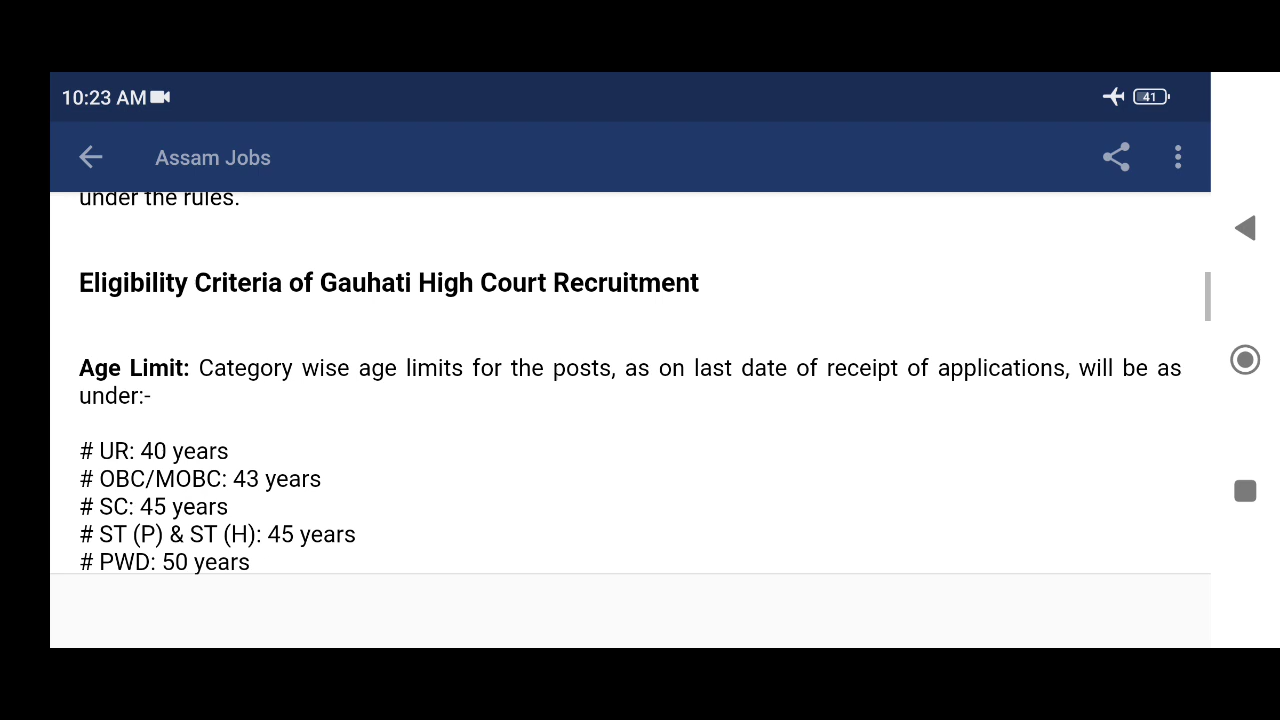 10:23 AM
41
Assam Jobs
under the rules.
Eligibility Criteria of Gauhati High Court Recruitment
Age Limit: Category wise age limits for the posts, as on last date of receipt of applications, will be as
under:-
# UR: 40 years
# OBC/MOBC: 43 years
# SC: 45 years
# ST (P) & ST (H): 45 years
# PWD: 50 years